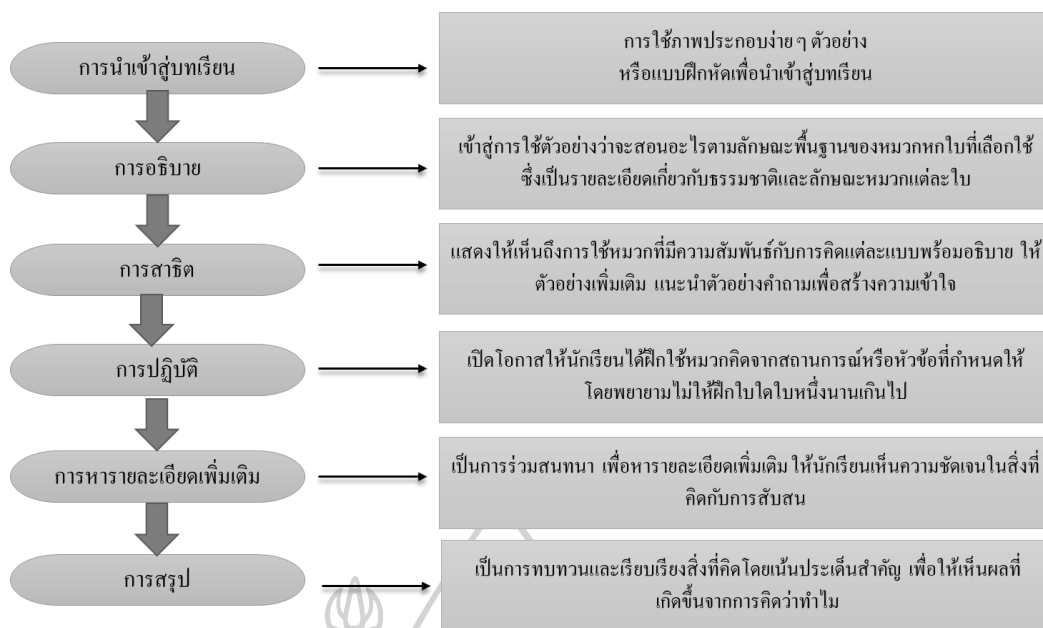 การนำเข้าสู่บทเรียน
การใช้ภาพประกอบง่าย ๆ ตัวอย่าง
หรือแบบฝึกหัดเพื่อนำเข้าสู่บทเรียน
การอธิบาย
เข้าสู่การใช้ตัวอย่างว่าจะสอนอะไรตามลักษณะพื้นฐานของหมวกหกใบที่เลือกใช้
ซึ่งเป็นรายละเอียดเกี่ยวกับธรรมชาติและลักษณะหมวกแต่ละใบ
การสาธิต
แสดงให้เห็นถึงการใช้หมวกที่มีความสัมพันธ์กับการคิดแต่ละแบบพร้อมอธิบาย ให้
ตัวอย่างเพิ่มเติม แนะนำตัวอย่างคำถามเพื่อสร้างความเข้าใจ
การปฏิบัติ
เปิดโอกาสให้นักเรียนได้ฝึกใช้หมวกคิดจากสถานการณ์หรือหัวข้อที่กำหนดให้
โดยพยายามไม่ให้ฝึกใบใดใบหนึ่งนานเกินไป
การหารายละเอียดเพิ่มเติม
เป็นการร่วมสนทนา เพื่อหารายละเอียดเพิ่มเติม ให้นักเรียนเห็นความชัดเจนในสิ่งที่
คิดกับการสับสน
การสรุป
เป็นการทบทวนและเรียบเรียงสิ่งที่คิดโดยเน้นประเด็นสำคัญ เพื่อให้เห็นผลที่
เกิดขึ้นจากการคิดว่าทำไม